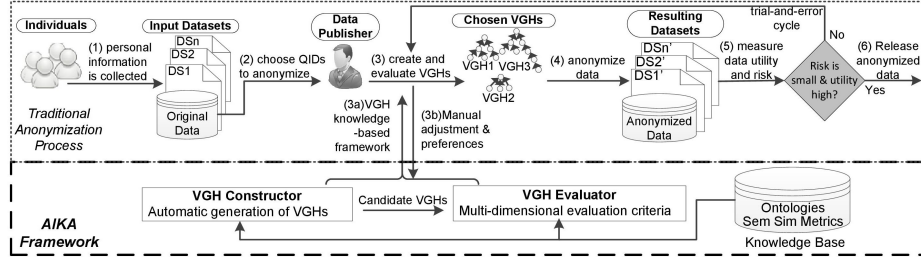 Individuals
Input Datasets
Data
Publisher
Chosen VGHs
Resulting
Datasets
trial-and-error
cycle
No
(1) personal
information
is collected
DSn
DS2
DS1
Original
Data
(2) choose QIDs
to anonymize
(3) create and
evaluate VGHs
VGH1
VGH3
VGH2
(4) anonymize
data
DSn'
DS2'
DS1'
Anonymized
Data
(5) measure
data utility
and risk
Risk is
small & utility
high?
(6) Release
anonymized
data
Yes
Traditional
Anonymization
Process
(3a)VGH
knowledge
-based
framework
(3b)Manual
adjustment &
preferences
AIKA
Framework
VGH Constructor
Automatic generation of VGHs
Candidate VGHs
VGH Evaluator
Multi-dimensional evaluation criteria
Ontologies
Sem Sim Metrics
Knowledge Base